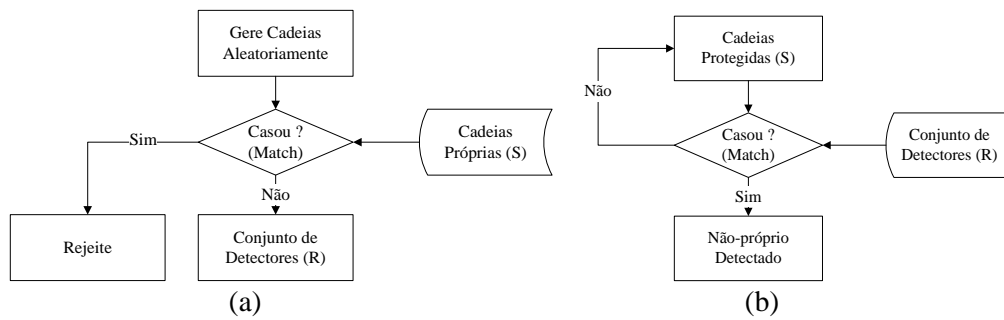 Gere Cadeias
Aleatoriamente
Casou ?
(Match)
Sim
Cadeias
Próprias (S)
Não
Rejeite
Conjunto de
Detectores (R)
(a)
Cadeias
Protegidas (S)
Não
Casou ?
(Match)
Conjunto de
Detectores (R)
Sim
Não-próprio
Detectado
(b)